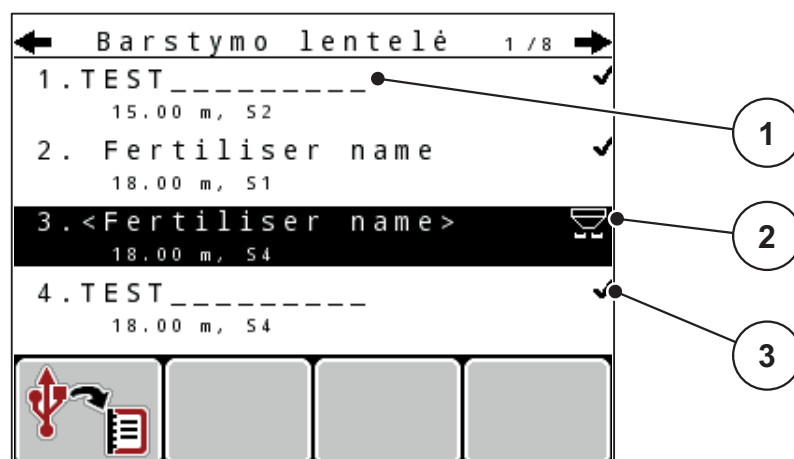 Barstymo lentelė 1/8
1.TEST_________
15.00 m, S2
2. Fertiliser name
18.00 m, S1
3.<Fertiliser name>
18.00 m, S4
4.TEST_________
18.00 m, S4
1
2
3